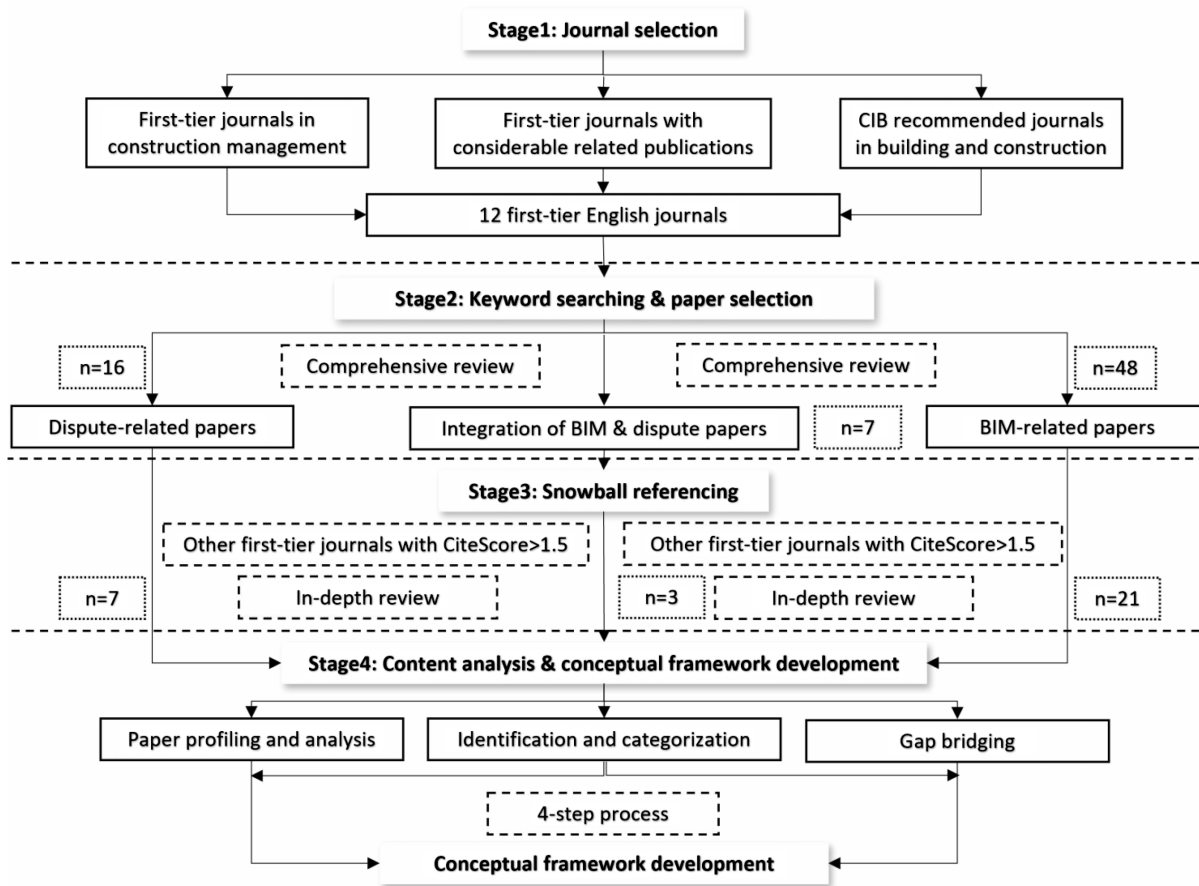 Stage1: Journal selection
First-tier journals in
construction management
First-tier journals with
considerable related publications
CIB recommended journals
in building and construction
12 first-tier English journals
Stage2: Keyword searching & paper selection
n=16
Comprehensive review
Comprehensive review
n=48
Dispute-related papers
Integration of BIM & dispute papers
n=7
BIM-related papers
Stage3: Snowball referencing
Other first-tier journals with CiteScore>1.5
Other first-tier journals with CiteScore>1.5
n=7
In-depth review
n=3
In-depth review
n=21
Stage4: Content analysis & conceptual framework development
Paper profiling and analysis
Identification and categorization
Gap bridging
4-step process
Conceptual framework development